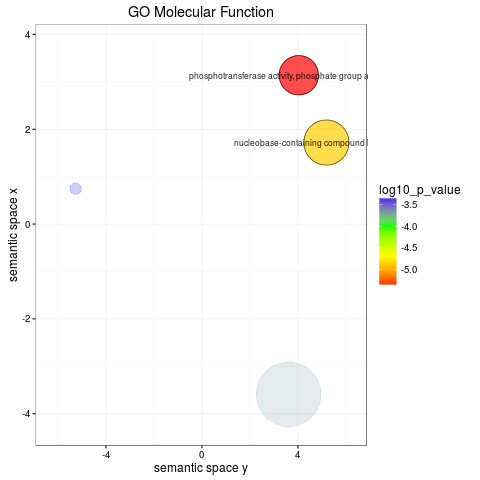 GO Molecular Function
4
phosphotransferase activity, phosphate group a
2
nucleobase-containing compound
0
-2
-4
-4
0
4
semantic space y
semantic space x
log10_p_value
-3.5
-4.0
-4.5
-5.0